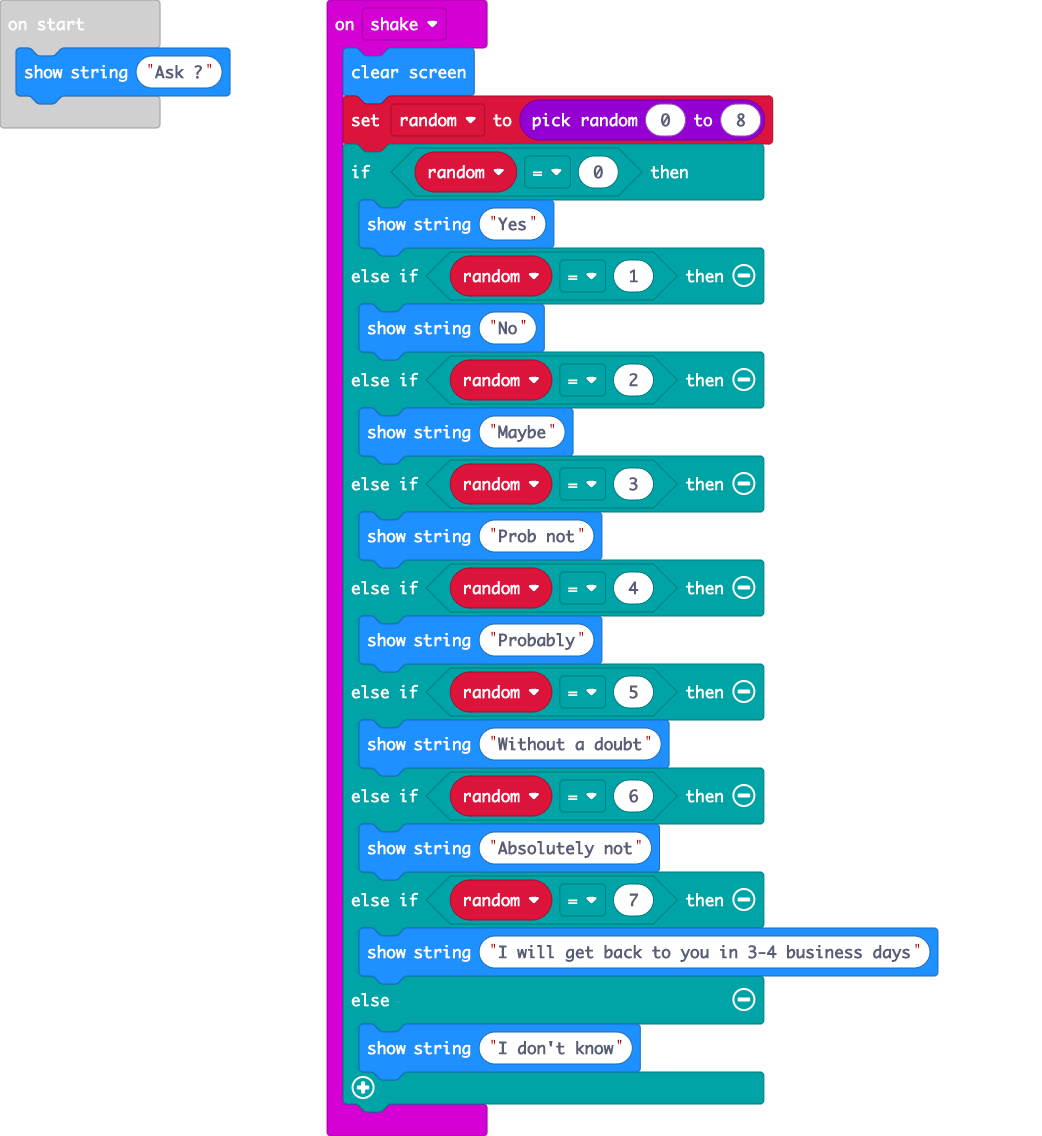 on start
show string "Ask ?"
on shake
clear screen
set random to pick random 0 to 8
if random = 0 then
show string "Yes"
else if random = 1 then
show string "No"
else if random = 2 then
show string "Maybe"
else if random = 3 then
show string "Prob not"
else if random = 4 then
show string "Probably"
else if random = 5 then
show string "Without a doubt"
else if random = 6 then
show string "Absolutely not"
else if random = 7 then
show string "I will get back to you in 3-4 business days"
else
show string "I don't know"